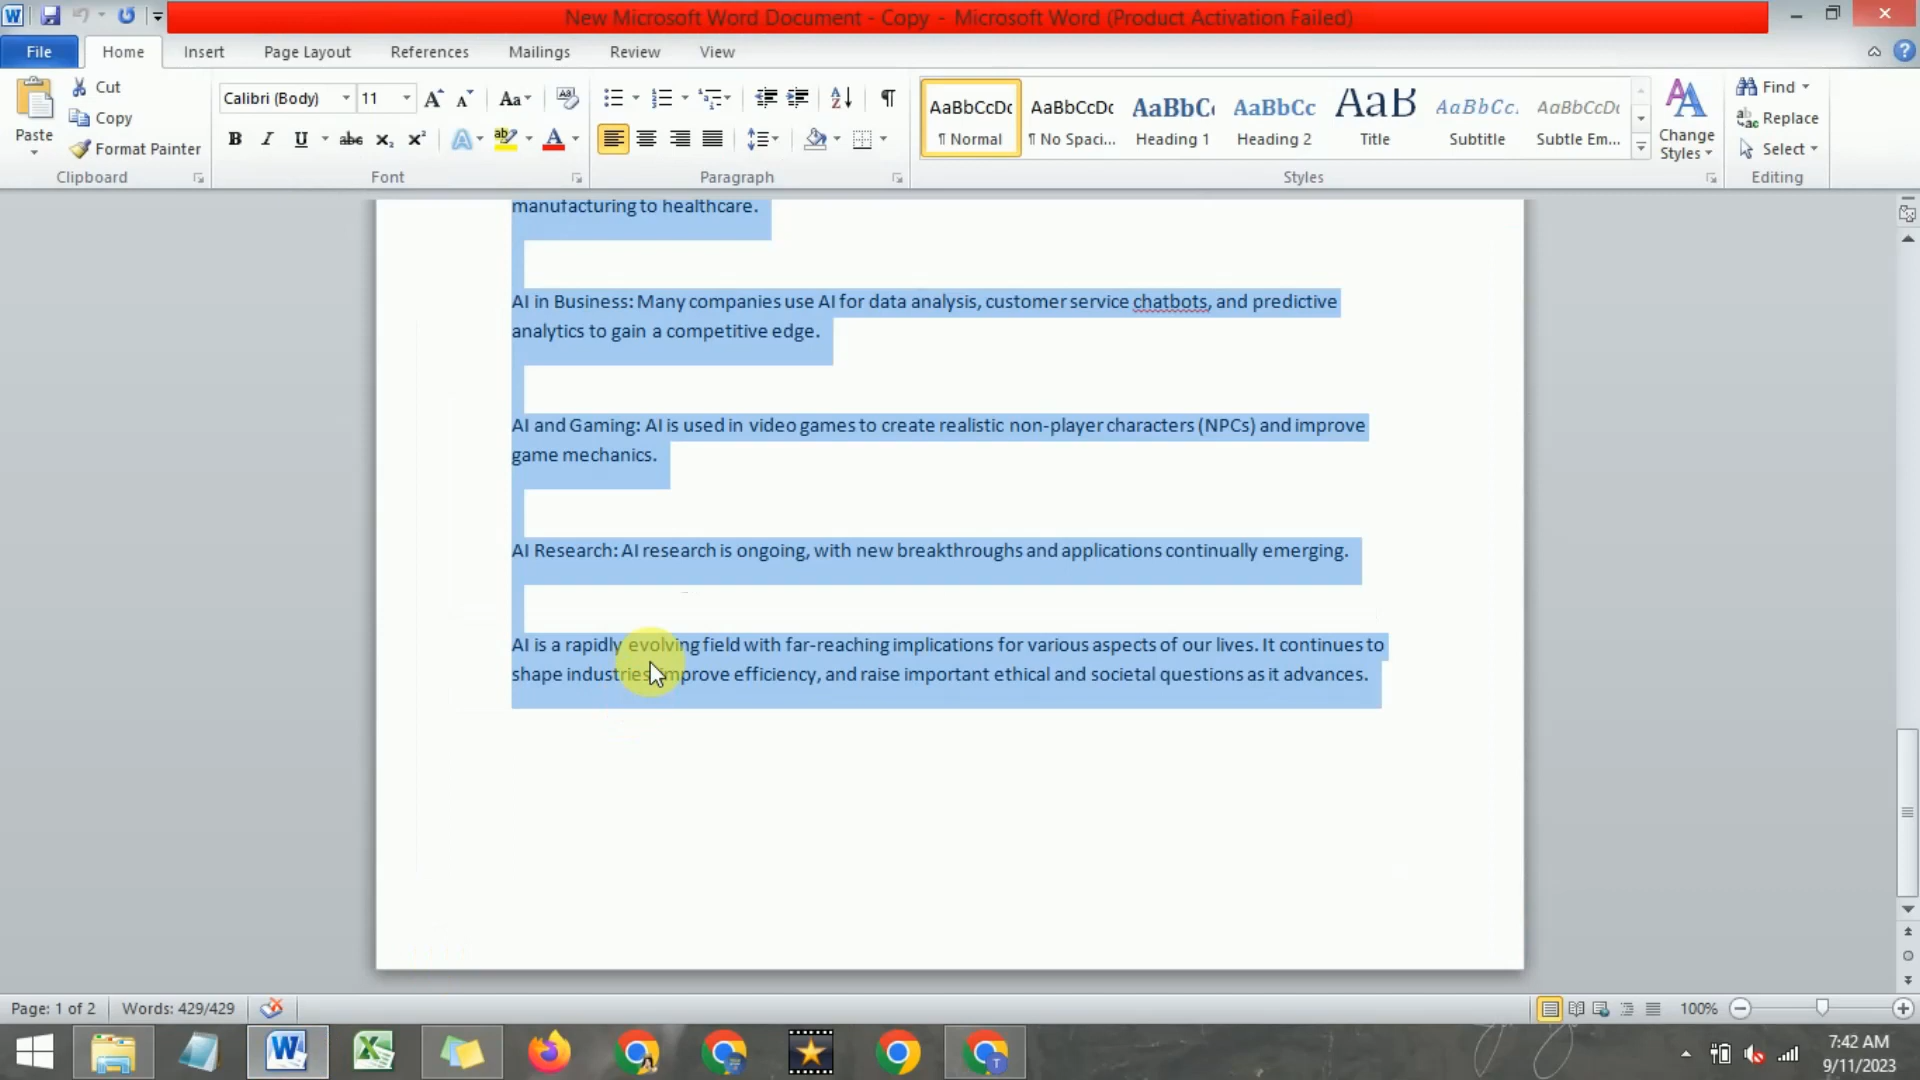 New Microsoft Word Document - Copy - Microsoft Word (Product Activation Failed)
File Home Insert Page Layout References Mailings Review View
Paste
Cut
Copy
Format Painter
Clipboard
Calibri (Body) 11
Font
Paragraph
AaBbCcDc AaBbCcDc AaBbC AaBbCc AaB AaBbCc. AaBbCcDc
¶ Normal ¶ No Spaci... Heading 1 Heading 2 Title Subtitle Subtle Em...
Change
Styles
Styles
Find
Replace
Select
Editing
manufacturing to healthcare.
AI in Business: Many companies use AI for data analysis, customer service chatbots, and predictive
analytics to gain a competitive edge.
AI and Gaming: AI is used in video games to create realistic non-player characters (NPCs) and improve
game mechanics.
AI Research: AI research is ongoing, with new breakthroughs and applications continually emerging.
AI is a rapidly evolving field with far-reaching implications for various aspects of our lives. It continues to
shape industries, improve efficiency, and raise important ethical and societal questions as it advances.
Page: 1 of 2 Words: 429/429 100%
7:42 AM
9/11/2023